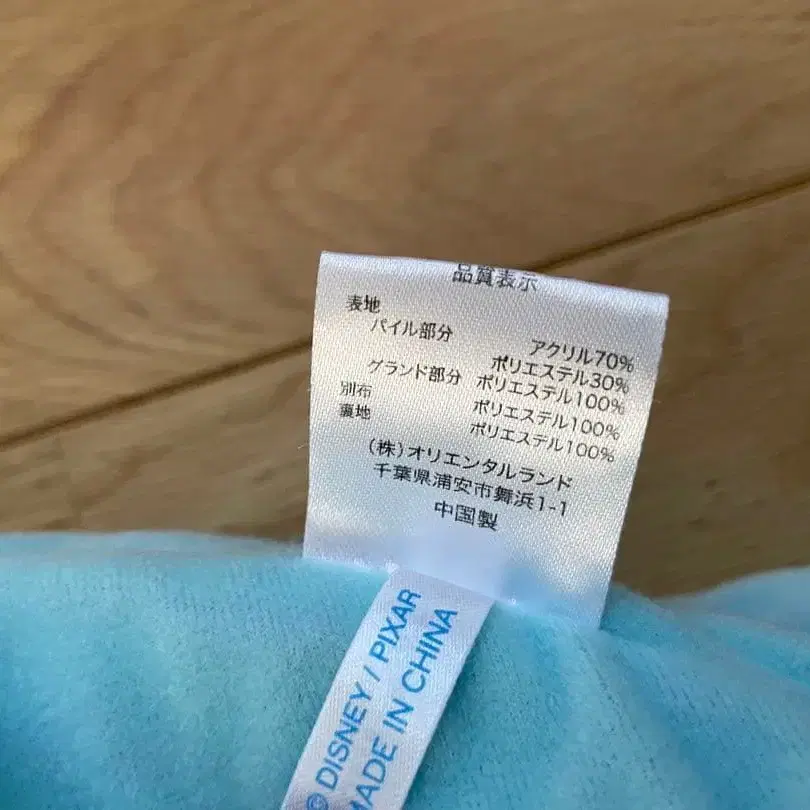 品質表示
表地
パイル部分 アクリル70%
ポリエステル30%
グランド部分 ポリエステル100%
別布 ポリエステル100%
裏地 ポリエステル100%
(株)オリエンタルランド
千葉県浦安市舞浜1-1
中国製
© DISNEY / PIXAR
MADE IN CHINA